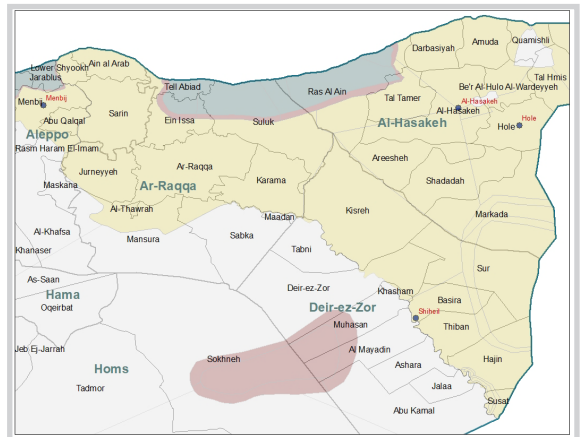 Darbasiyah
Amuda
Quamishli
Ain al Arab
Lower Shyookh
Jarablus
Tell Abiad
Ras Al Ain
Be'r Al-Hulo Al-Wardeyyeh
Tal Hmis
Menbij
Menbij
Tal Tamer
Al-Hasakeh
Al-Hasakeh
Sarin
Abu Qalqal
Ein Issa
Suluk
Al-Hasakeh
Hole
Hole
Aleppo
Rasm Haram El-Imam
Areesheh
Ar-Raqqa
Jurneyyeh
Karama
Shadadah
Maskana
Ar-Raqqa
Al-Thawrah
Kisreh
Markada
Maadan
Al-Khafsa
Mansura
Sabka
Khanaser
Tabni
Sur
As-Saan
Deir-ez-Zor
Khasham
Hama
Basira
Oqeirbat
Deir-ez-Zor
Shiheil
Muhasan
Thiban
Jeb Ej-Jarrah
Al Mayadin
Sokhneh
Hajin
Homs
Ashara
Tadmor
Jalaa
Susat
Abu Kamal